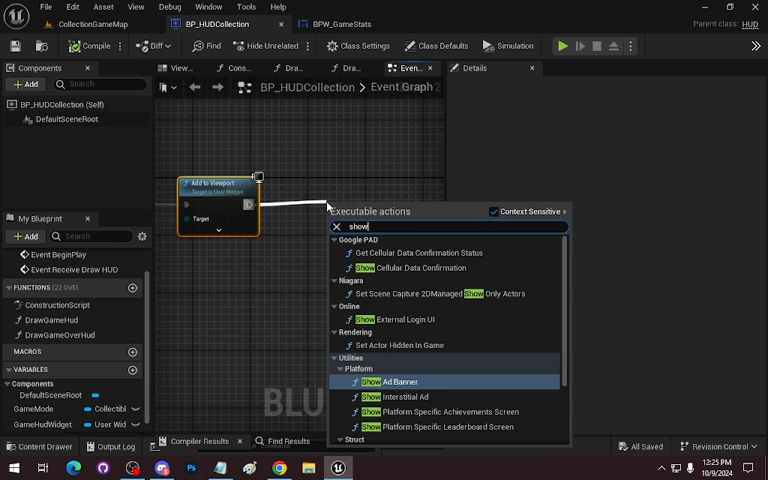 File Edit Asset View Debug Window Tools Help
CollectionGameMap BP_HUDCollection BPW_GameStats Parent class: HUD
Compile Diff Find Hide Unrelated Class Settings Class Defaults Simulation
Components View... Cons... Dra... Dra... Even... Details
Add Search BP_HUDCollection Event Graph
BP_HUDCollection (Self)
DefaultSceneRoot
Add to Viewport
Target is User Widget
Target
Executable actions Context Sensitive
show
Google PAD
Get Cellular Data Confirmation Status
Show Cellular Data Confirmation
Niagara
Set Scene Capture 2DManaged Show Only Actors
Online
Show External Login UI
Rendering
Set Actor Hidden In Game
Utilities
Platform
Show Ad Banner
Show Interstitial Ad
Show Platform Specific Achievements Screen
Show Platform Specific Leaderboard Screen
Struct
My Blueprint
Add Search
Event BeginPlay
Event Receive Draw HUD
FUNCTIONS (22 OVE)
ConstructionScript
DrawGameHud
DrawGameOverHud
MACROS
VARIABLES
Components
DefaultSceneRoot
GameMode Collectibl
GameHudWidget User Wid
BLU
Content Drawer Output Log Compiler Results Find Results All Saved Revision Control
12:25 PM
10/9/2024